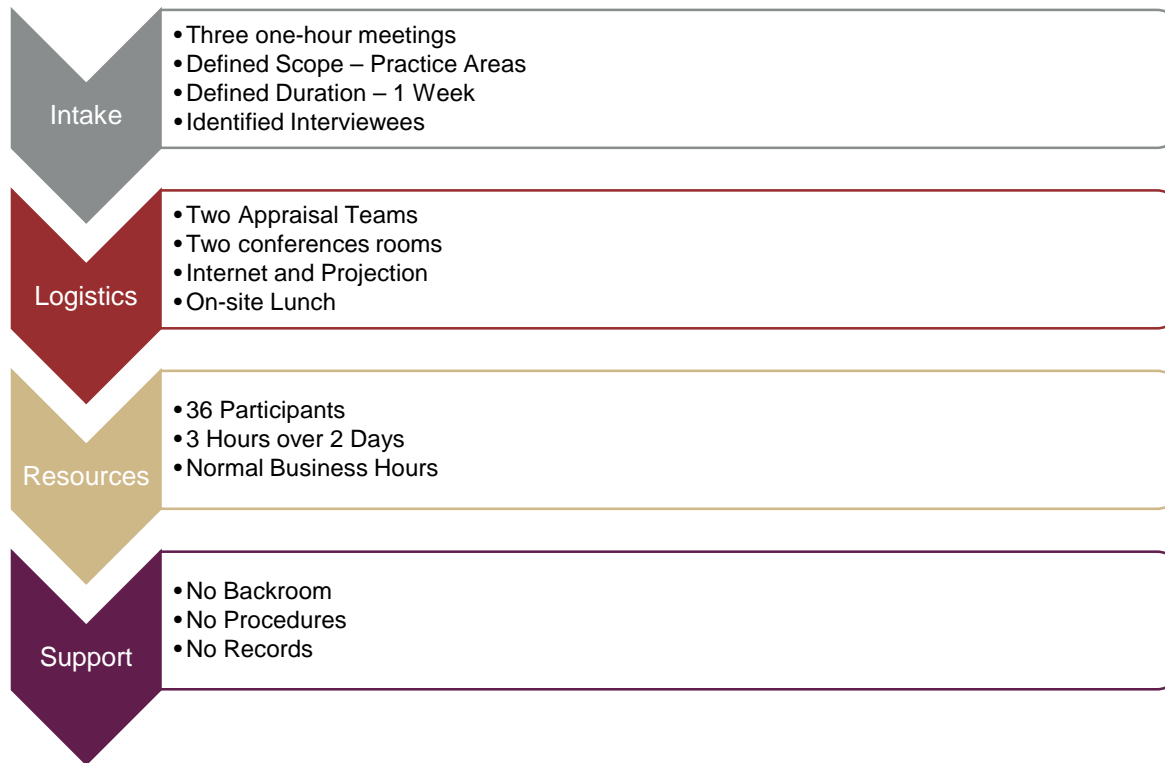 Intake
•Three one-hour meetings
•Defined Scope – Practice Areas
•Defined Duration – 1 Week
•Identified Interviewees
Logistics
•Two Appraisal Teams
•Two conferences rooms
•Internet and Projection
•On-site Lunch
Resources
•36 Participants
•3 Hours over 2 Days
•Normal Business Hours
Support
•No Backroom
•No Procedures
•No Records